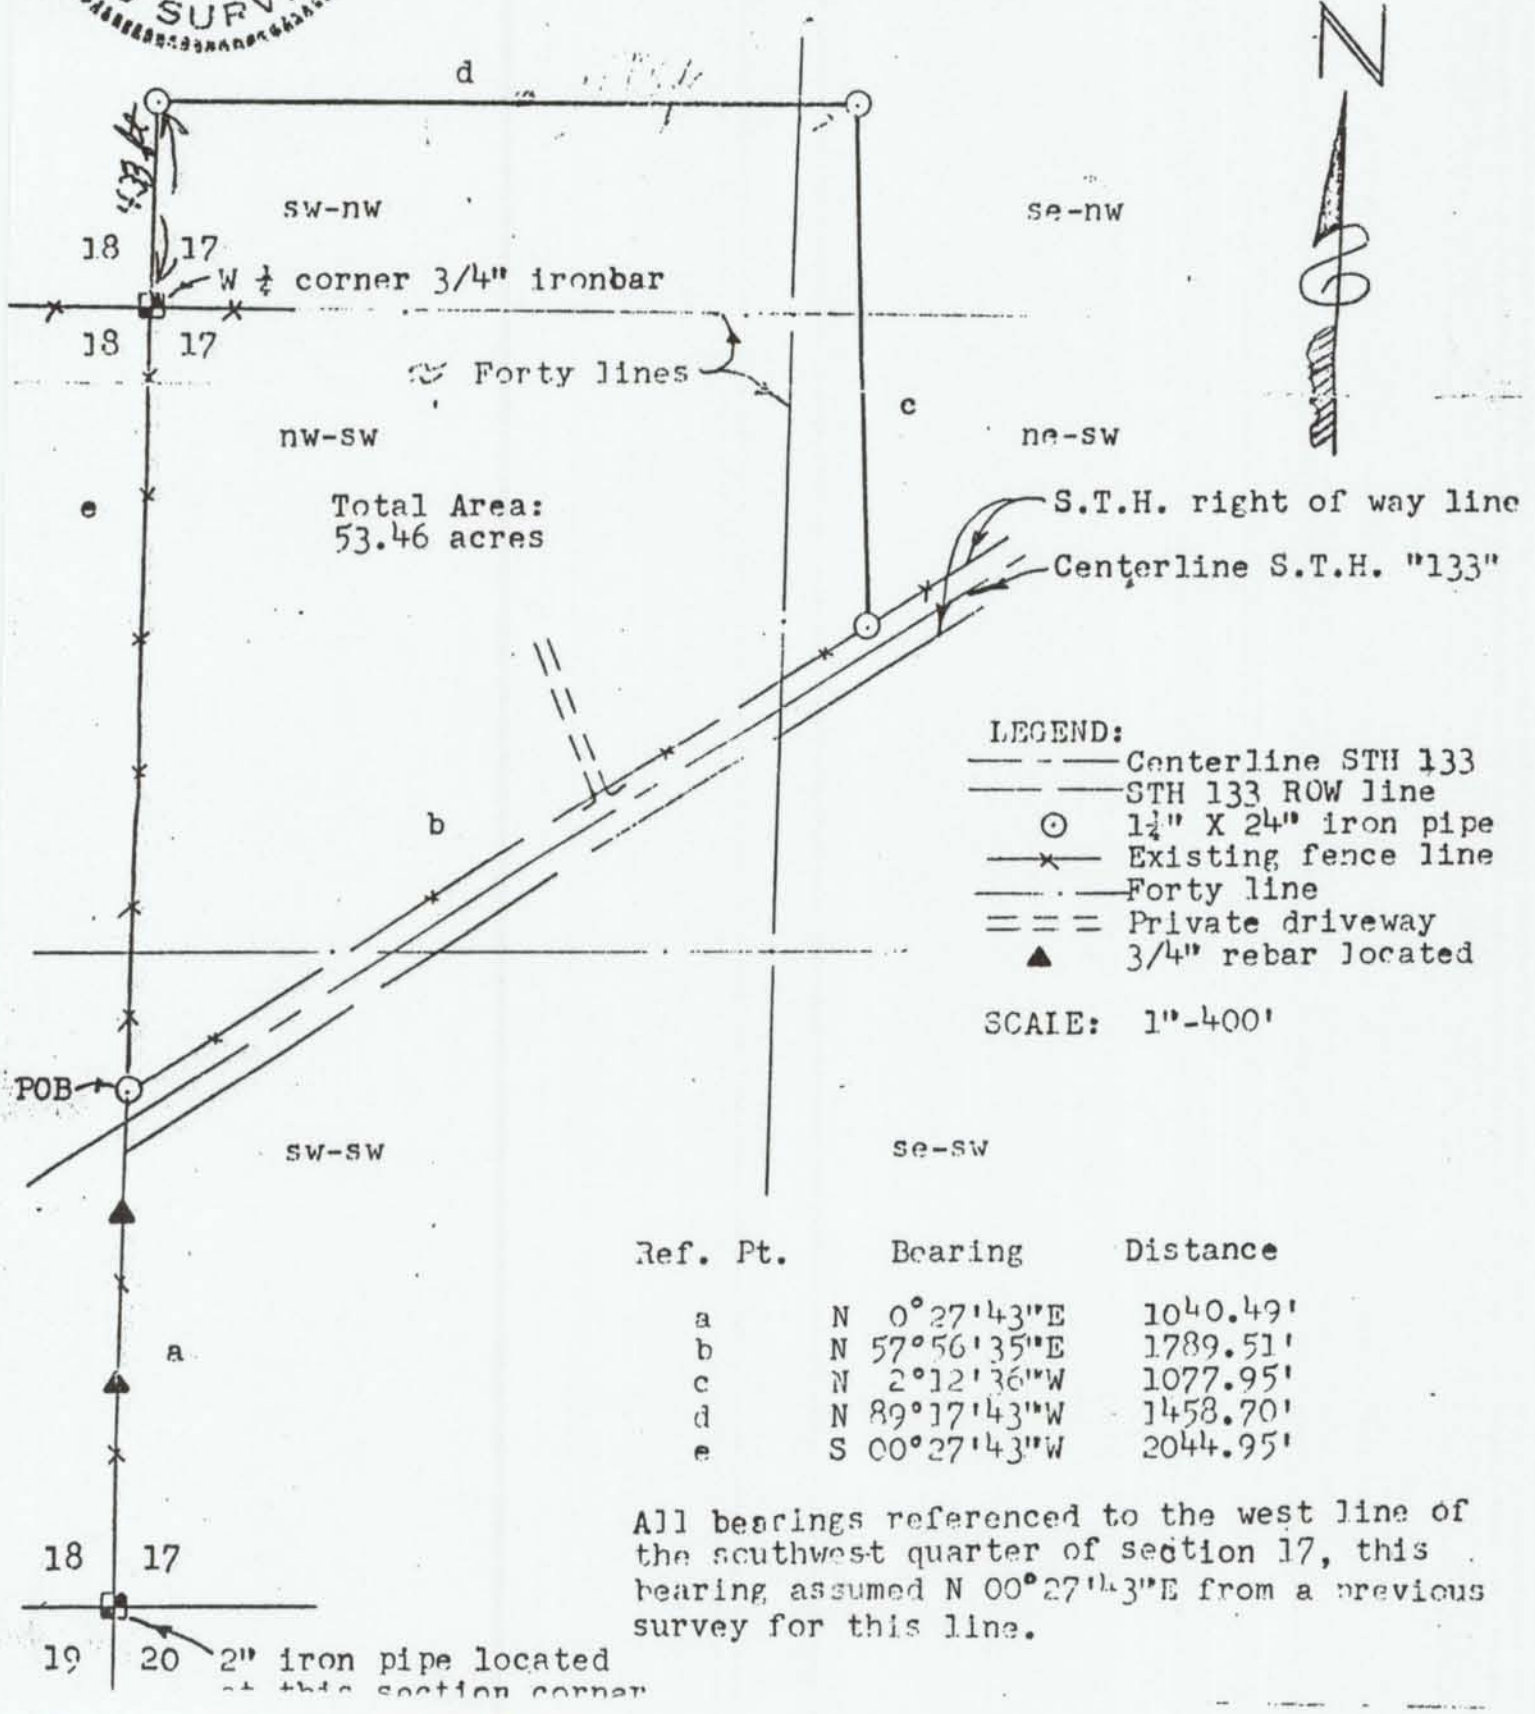 SURV
N
d
sw-nw
se-nw
18 17
W ¼ corner 3/4" ironbar
18 17
Forty lines
c
nw-sw
ne-sw
e
Total Area:
53.46 acres
S.T.H. right of way line
Centerline S.T.H. "133"
LEGEND:
Centerline STH 133
STH 133 ROW line
1¼" X 24" iron pipe
Existing fence line
Forty line
Private driveway
3/4" rebar located
b
SCALE: 1"-400'
POB
sw-sw
se-sw
Ref. Pt. Bearing Distance
a N 0°27'43"E 1040.49'
b N 57°56'35"E 1789.51'
c N 2°12'36"W 1077.95'
d N 89°17'43"W 1458.70'
e S 00°27'43"W 2044.95'
a
All bearings referenced to the west line of
the southwest quarter of section 17, this
bearing assumed N 00°27'43"E from a previous
survey for this line.
18 17
19 20
2" iron pipe located
at this section corner